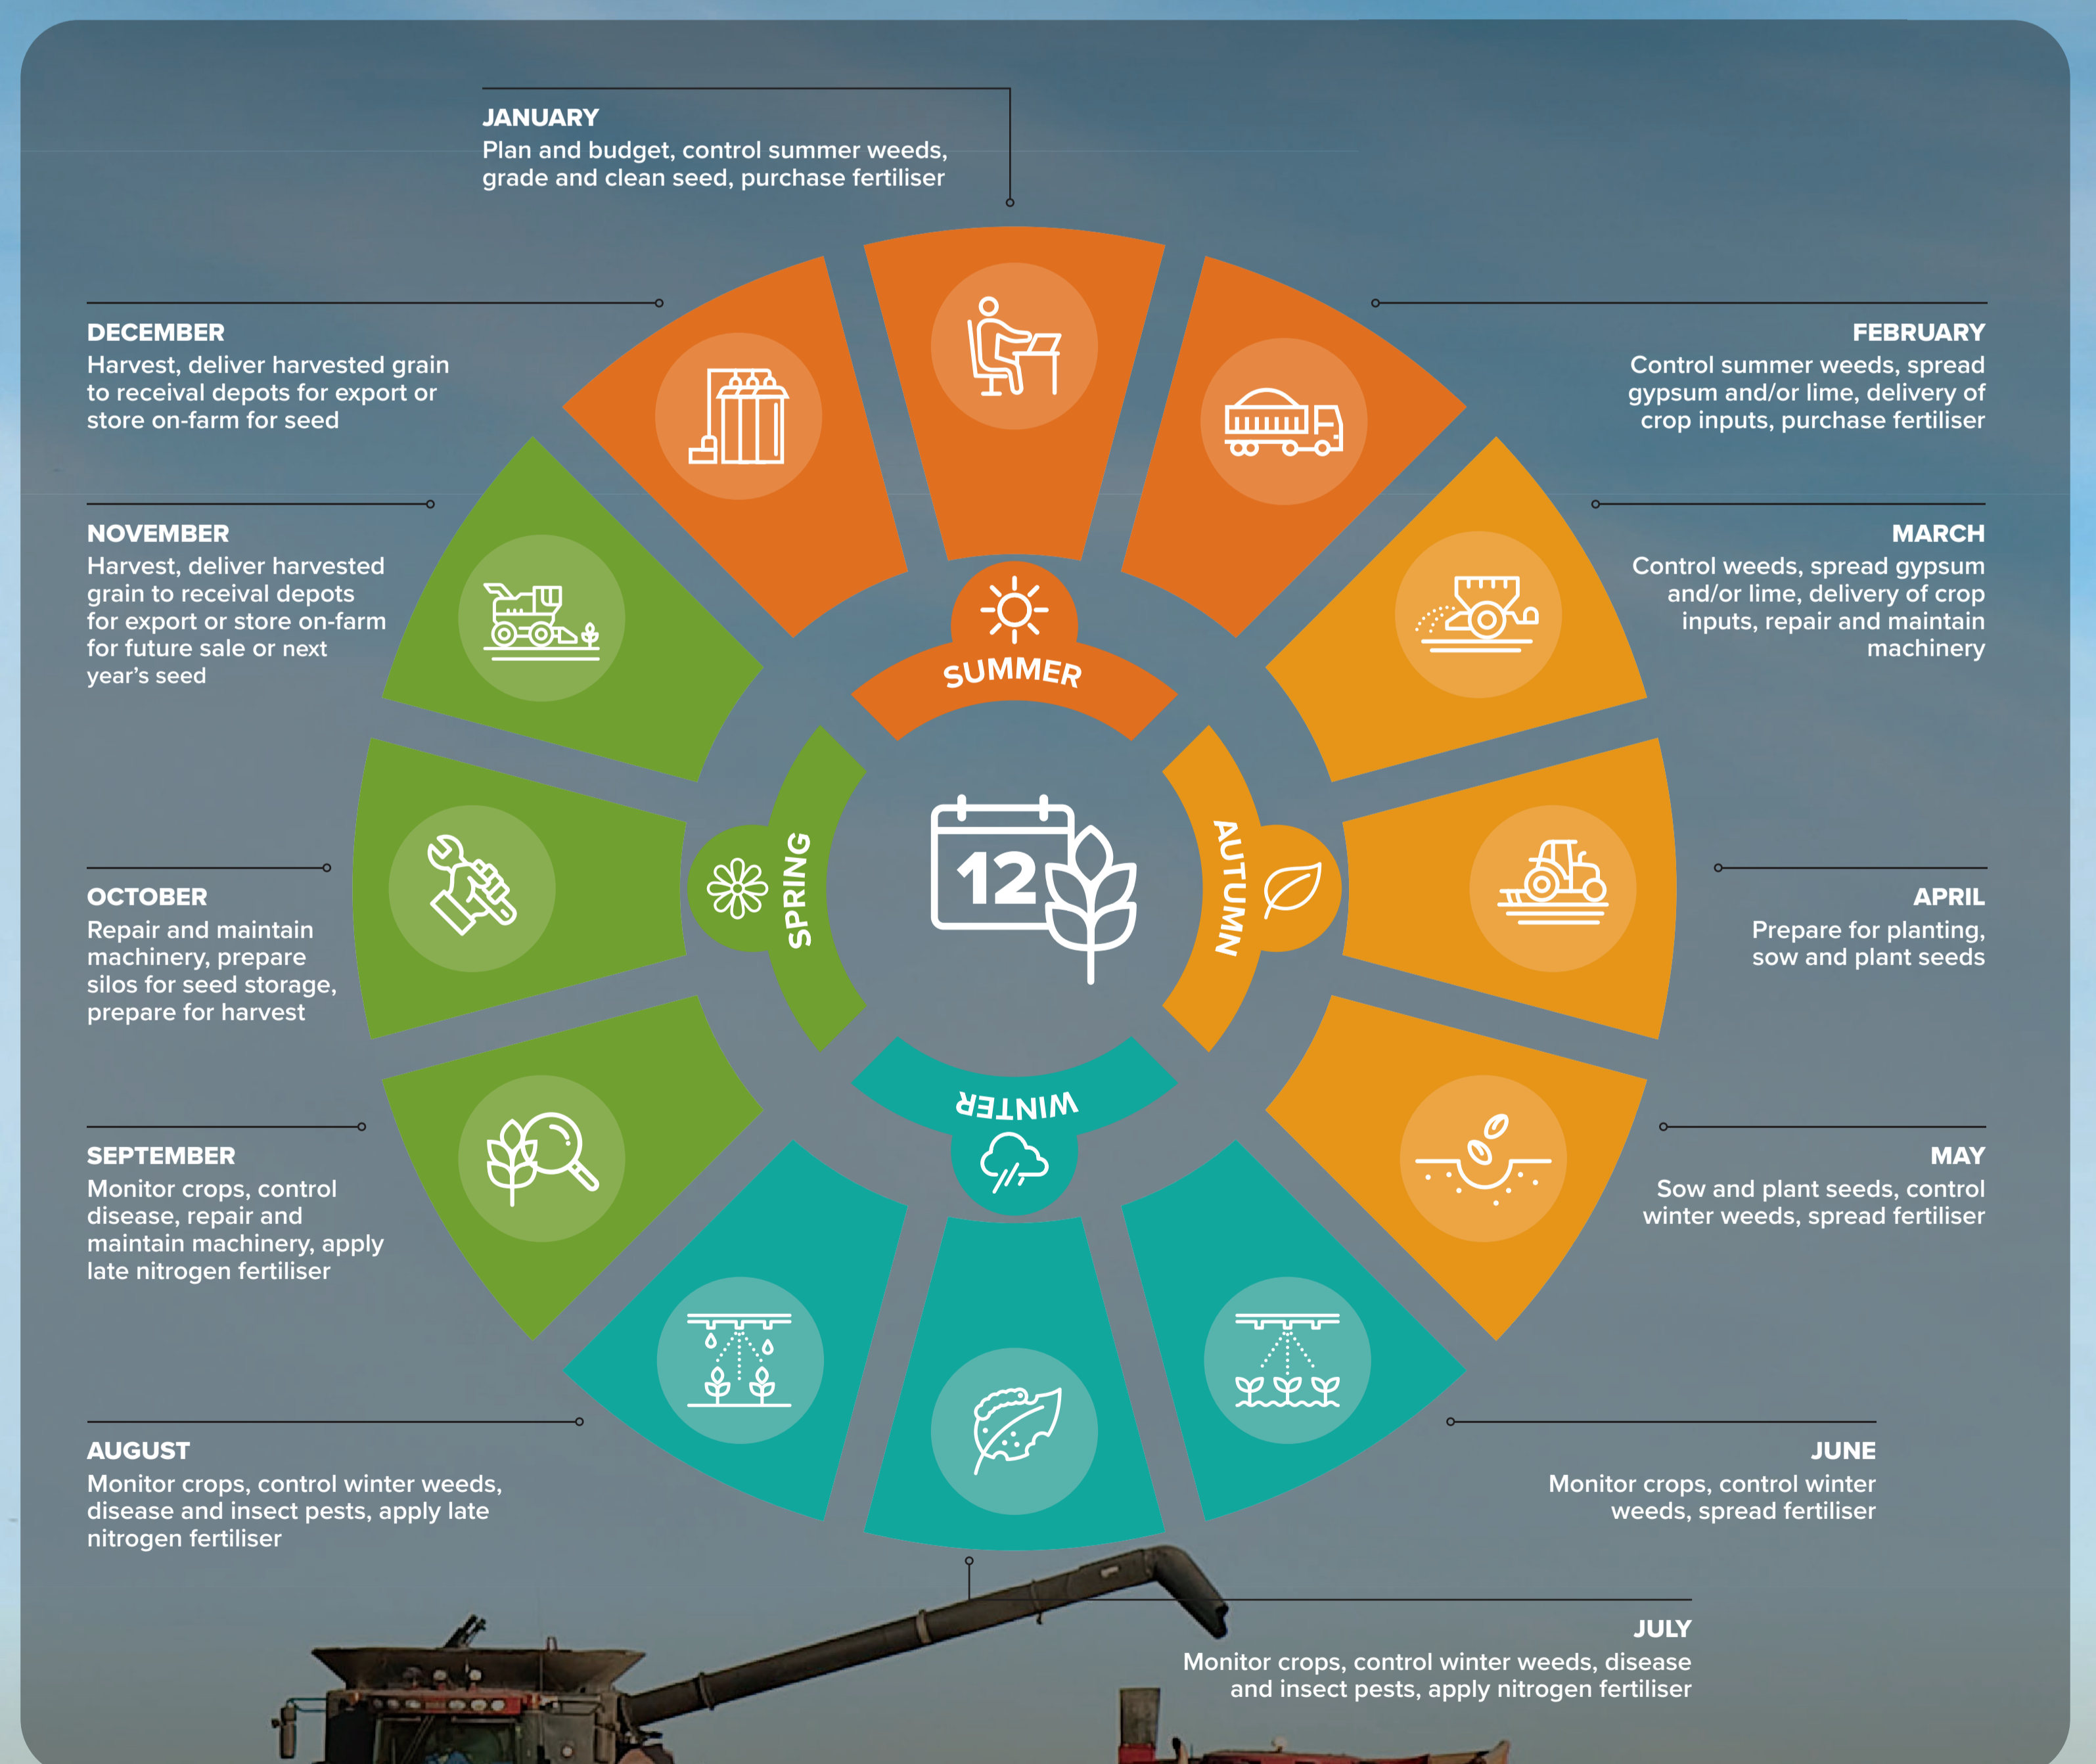 JANUARY
Plan and budget, control summer weeds,
grade and clean seed, purchase fertiliser
FEBRUARY
Control summer weeds, spread
gypsum and/or lime, delivery of
crop inputs, purchase fertiliser
MARCH
Control weeds, spread gypsum
and/or lime, delivery of crop
inputs, repair and maintain
machinery
APRIL
Prepare for planting,
sow and plant seeds
MAY
Sow and plant seeds, control
winter weeds, spread fertiliser
JUNE
Monitor crops, control winter
weeds, spread fertiliser
JULY
Monitor crops, control winter weeds, disease
and insect pests, apply nitrogen fertiliser
AUGUST
Monitor crops, control winter weeds,
disease and insect pests, apply late
nitrogen fertiliser
SEPTEMBER
Monitor crops, control
disease, repair and
maintain machinery, apply
late nitrogen fertiliser
OCTOBER
Repair and maintain
machinery, prepare
silos for seed storage,
prepare for harvest
NOVEMBER
Harvest, deliver harvested
grain to receival depots
for export or store on-farm
for future sale or next
year’s seed
DECEMBER
Harvest, deliver harvested grain
to receival depots for export or
store on-farm for seed
SUMMER
AUTUMN
WINTER
SPRING
12